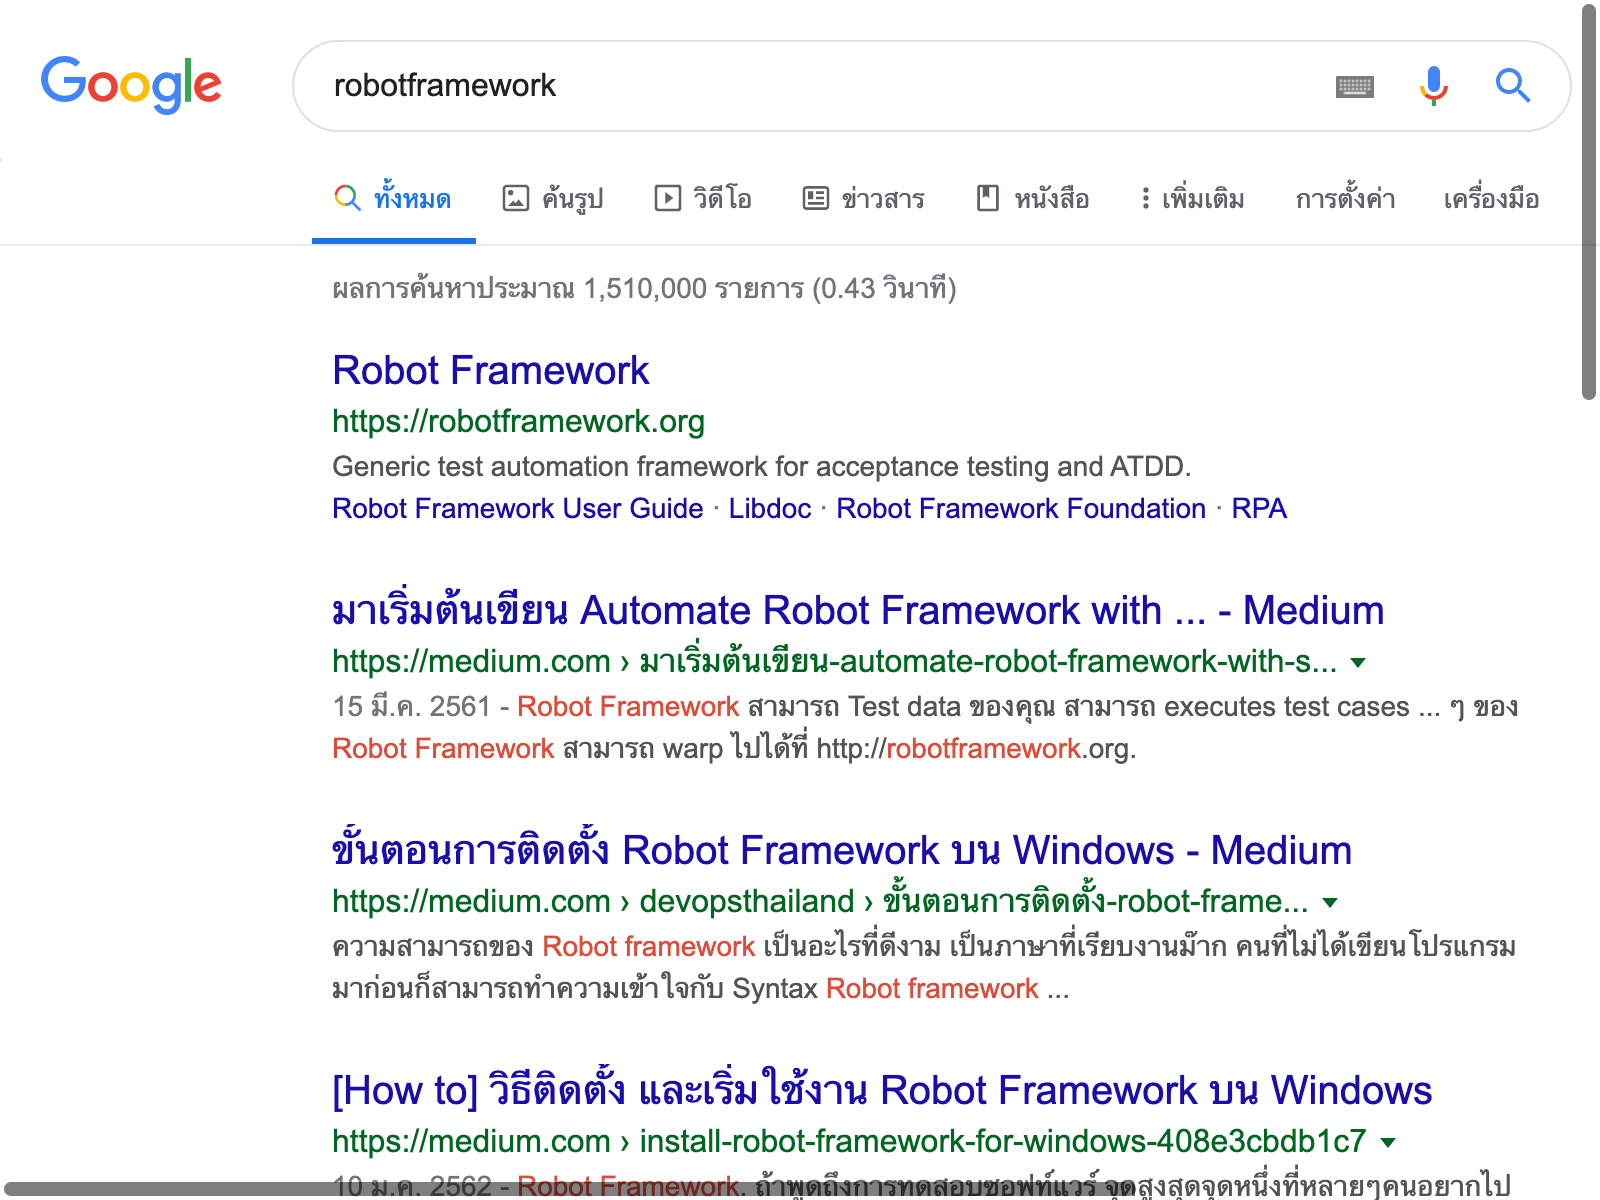 Google
robotframework
ทั้งหมด ค้นรูป วิดีโอ ข่าวสาร หนังสือ เพิ่มเติม การตั้งค่า เครื่องมือ
ผลการค้นหาประมาณ 1,510,000 รายการ (0.43 วินาที)
Robot Framework
https://robotframework.org
Generic test automation framework for acceptance testing and ATDD.
Robot Framework User Guide · Libdoc · Robot Framework Foundation · RPA
มาเริ่มต้นเขียน Automate Robot Framework with ... - Medium
https://medium.com › มาเริ่มต้นเขียน-automate-robot-framework-with-s...
15 มี.ค. 2561 - Robot Framework สามารถ Test data ของคุณ สามารถ executes test cases ... ๆ ของ
Robot Framework สามารถ warp ไปได้ที่ http://robotframework.org.
ขั้นตอนการติดตั้ง Robot Framework บน Windows - Medium
https://medium.com › devopsthailand › ขั้นตอนการติดตั้ง-robot-frame...
ความสามารถของ Robot framework เป็นอะไรที่ดีงาม เป็นภาษาที่เรียบงานม๊าก คนที่ไม่ได้เขียนโปรแกรม
มาก่อนก็สามารถทำความเข้าใจกับ Syntax Robot framework ...
[How to] วิธีติดตั้ง และเริ่มใช้งาน Robot Framework บน Windows
https://medium.com › install-robot-framework-for-windows-408e3cbdb1c7
10 ม.ค. 2562 - Robot Framework. ถ้าพูดถึงการทดสอบซอฟท์แวร์ จุดสูงสุดจุดหนึ่งที่หลายๆคนอยากไป